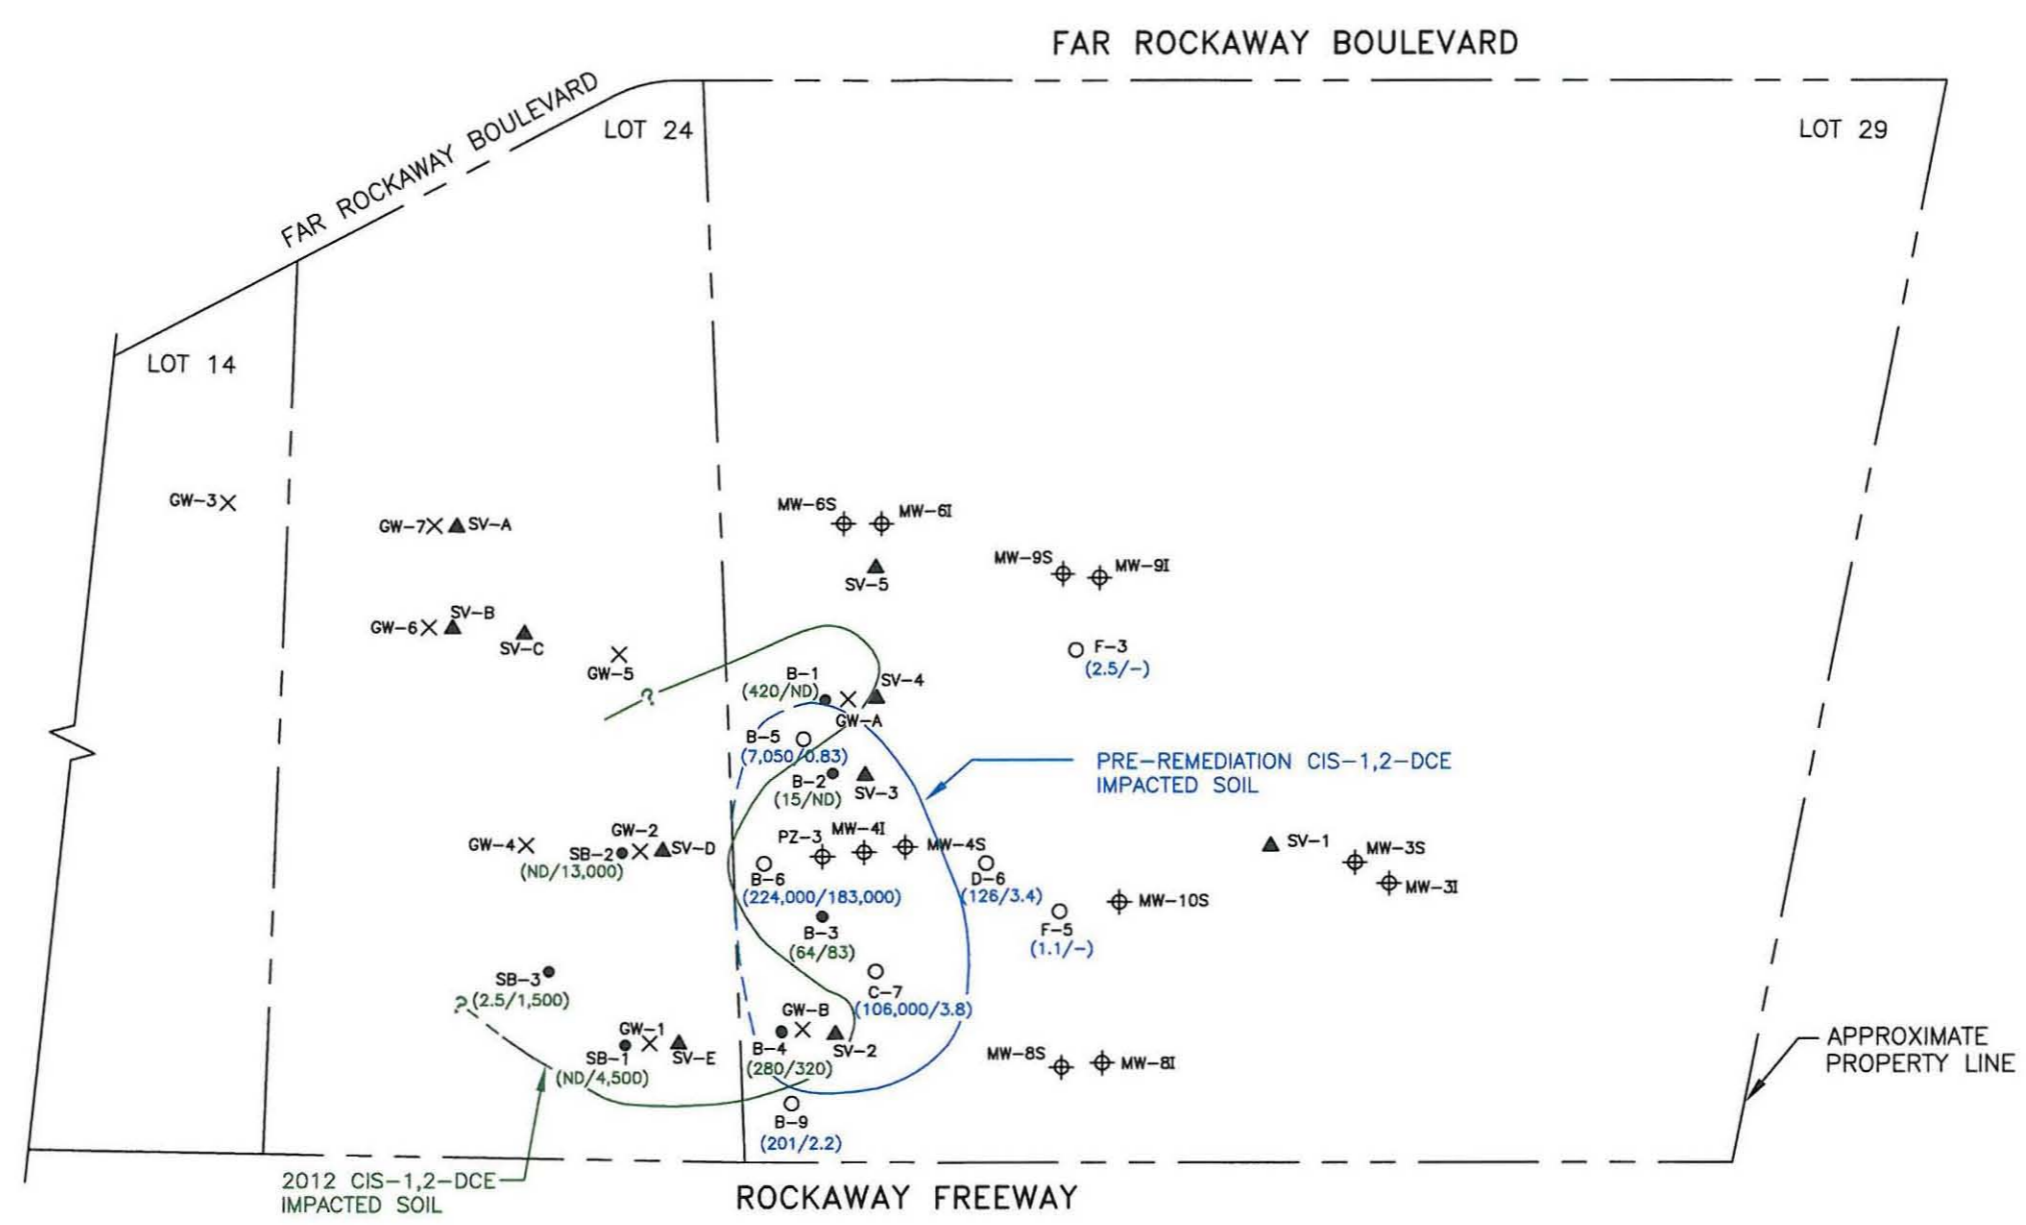 FAR ROCKAWAY BOULEVARD
FAR ROCKAWAY BOULEVARD
LOT 24
LOT 29
LOT 14
GW-3
GW-7
SV-A
MW-6S
MW-6I
SV-5
MW-9S
MW-9I
SV-B
GW-6
SV-C
GW-5
F-3
(2.5/-)
?
B-1
(420/ND)
SV-4
GW-A
B-5
(7,050/0.83)
B-2
(15/ND)
SV-3
PRE-REMEDIATION CIS-1,2-DCE
IMPACTED SOIL
GW-4
GW-2
SB-2
SV-D
(ND/13,000)
PZ-3
MW-4I
MW-4S
B-6
(224,000/183,000)
D-6
(126/3.4)
SV-1
MW-3S
MW-3I
MW-10S
F-5
(1.1/-)
B-3
(64/83)
SB-3
? (2.5/1,500)
C-7
(106,000/3.8)
GW-1
SB-1
SV-E
(ND/4,500)
GW-B
B-4
SV-2
(280/320)
MW-8S
MW-8I
APPROXIMATE
PROPERTY LINE
B-9
(201/2.2)
2012 CIS-1,2-DCE
IMPACTED SOIL
ROCKAWAY FREEWAY